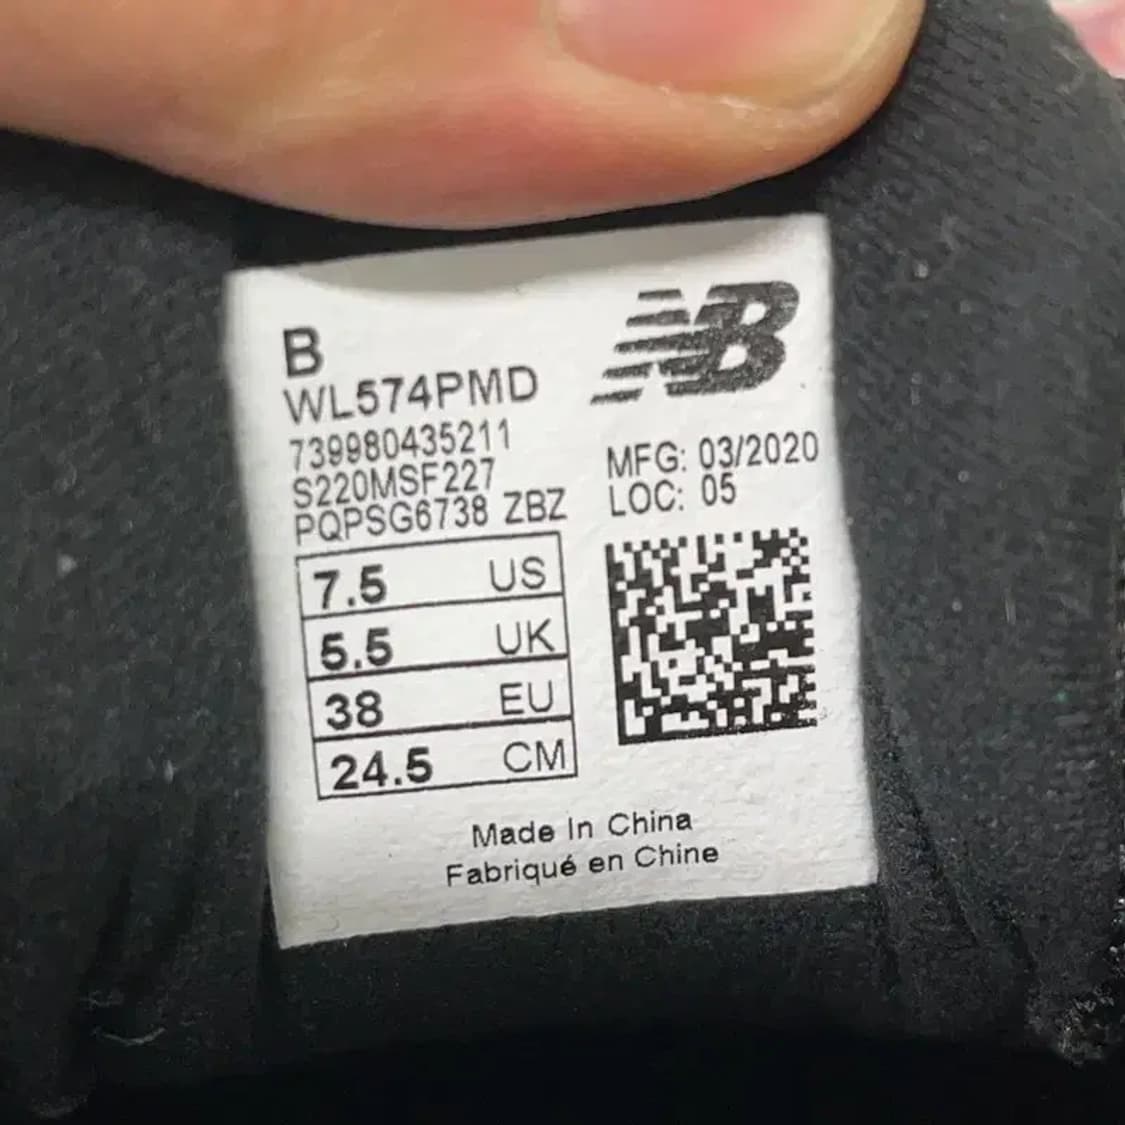 B
NB
WL574PMD
739980435211
S220MSF227
PQPSG6738 ZBZ
MFG: 03/2020
LOC: 05
7.5 US
5.5 UK
38 EU
24.5 CM
Made In China
Fabriqué en Chine